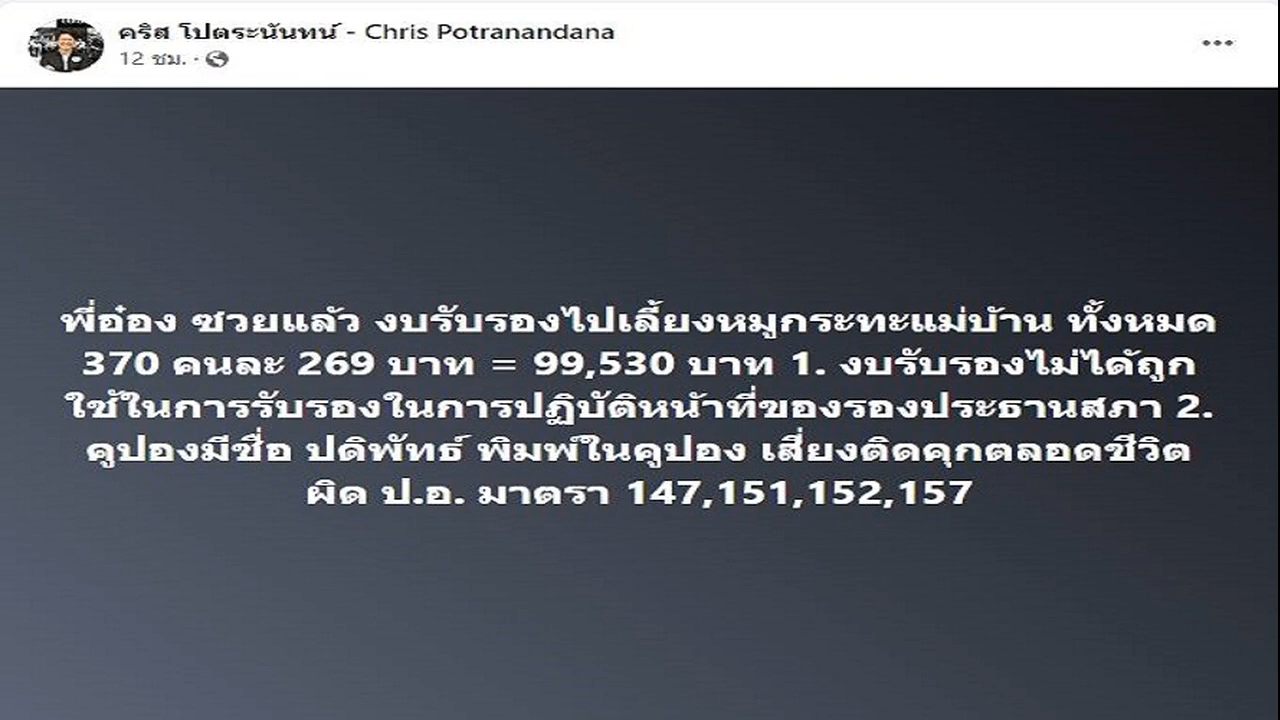 คริส โปตระนันทน์ - Chris Potranandana
12 ชม. ·
พี่อ๋อง ซวยแล้ว งบรับรองไปเลี้ยงหมูกระทะแม่บ้าน ทั้งหมด
370 คนละ 269 บาท = 99,530 บาท 1. งบรับรองไม่ได้ถูก
ใช้ในการรับรองในการปฏิบัติหน้าที่ของรองประธานสภา 2.
คูปองมีชื่อ ปดิพัทธ์ พิมพ์ในคูปอง เสี่ยงติดคุกตลอดชีวิต
ผิด ป.อ. มาตรา 147,151,152,157